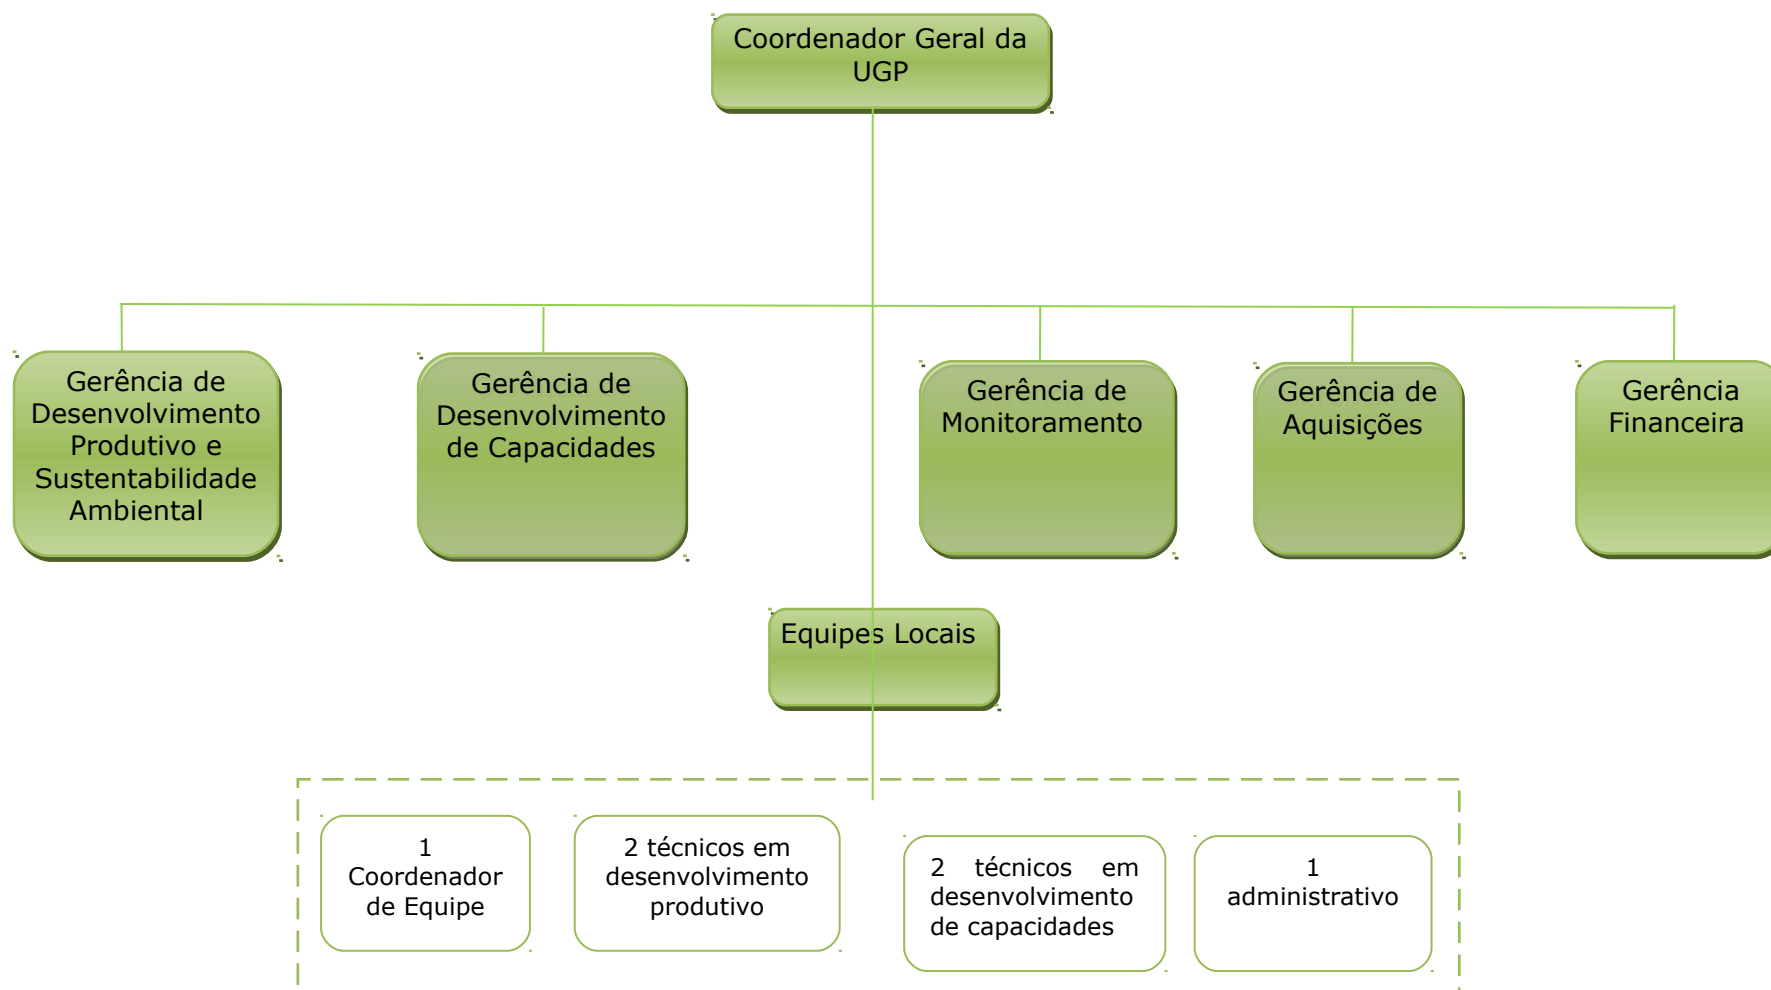 Coordenador Geral da
UGP
Gerência de
Desenvolvimento
Produtivo e
Sustentabilidade
Ambiental
Gerência de
Desenvolvimento
de Capacidades
Gerência de
Monitoramento
Gerência de
Aquisições
Gerência
Financeira
Equipes Locais
1
Coordenador
de Equipe
2 técnicos em
desenvolvimento
produtivo
2 técnicos em
desenvolvimento
de capacidades
1
administrativo